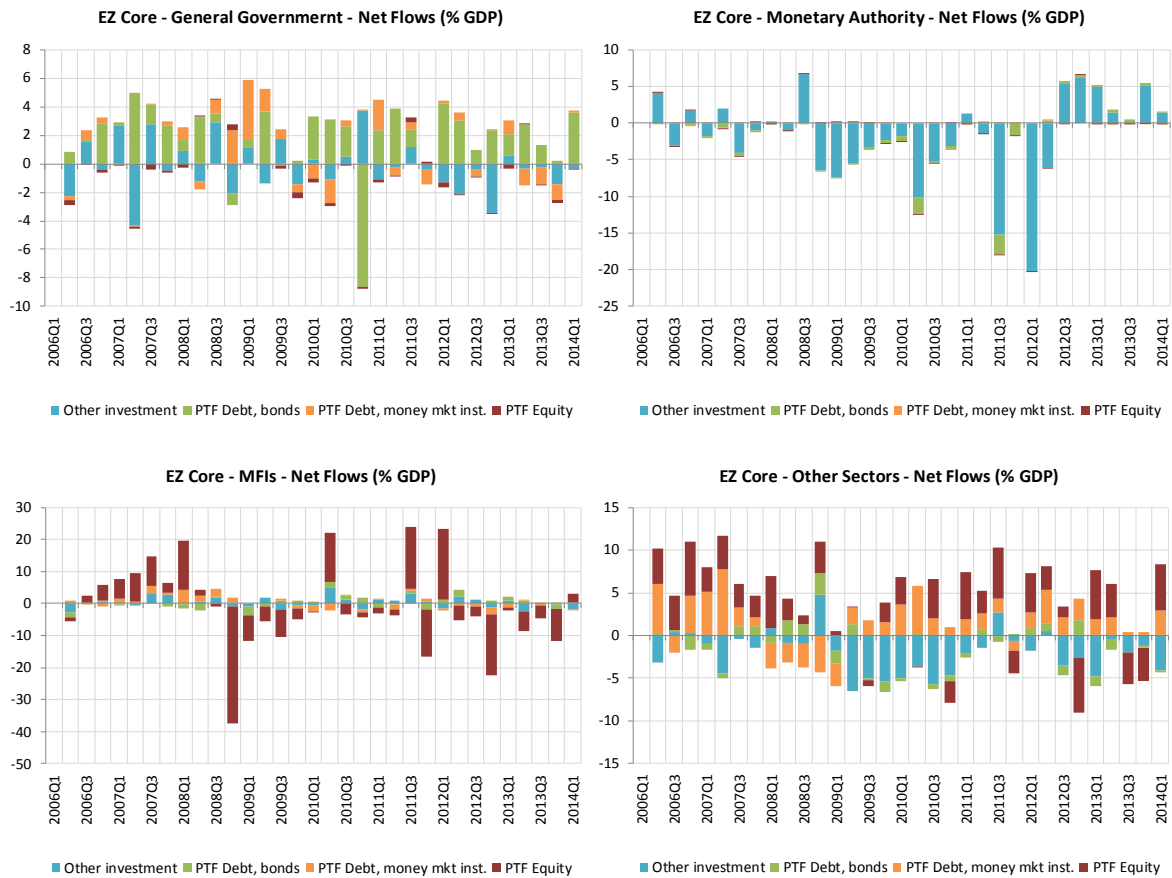 EZ Core - General Governemnt - Net Flows (% GDP)
8
6
4
2
0
-2
-4
-6
-8
-10
2006Q1
2006Q3
2007Q1
2007Q3
2008Q1
2008Q3
2009Q1
2009Q3
2010Q1
2010Q3
2011Q1
2011Q3
2012Q1
2012Q3
2013Q1
2013Q3
2014Q1
Other investment PTF Debt, bonds PTF Debt, money mkt inst. PTF Equity
EZ Core - Monetary Authority - Net Flows (% GDP)
10
5
0
-5
-10
-15
-20
-25
2006Q1
2006Q3
2007Q1
2007Q3
2008Q1
2008Q3
2009Q1
2009Q3
2010Q1
2010Q3
2011Q1
2011Q3
2012Q1
2012Q3
2013Q1
2013Q3
2014Q1
Other investment PTF Debt, bonds PTF Debt, money mkt inst. PTF Equity
EZ Core - MFIs - Net Flows (% GDP)
30
20
10
0
-10
-20
-30
-40
-50
2006Q1
2006Q3
2007Q1
2007Q3
2008Q1
2008Q3
2009Q1
2009Q3
2010Q1
2010Q3
2011Q1
2011Q3
2012Q1
2012Q3
2013Q1
2013Q3
2014Q1
Other investment PTF Debt, bonds PTF Debt, money mkt inst. PTF Equity
EZ Core - Other Sectors - Net Flows (% GDP)
15
10
5
0
-5
-10
-15
2006Q1
2006Q3
2007Q1
2007Q3
2008Q1
2008Q3
2009Q1
2009Q3
2010Q1
2010Q3
2011Q1
2011Q3
2012Q1
2012Q3
2013Q1
2013Q3
2014Q1
Other investment PTF Debt, bonds PTF Debt, money mkt inst. PTF Equity